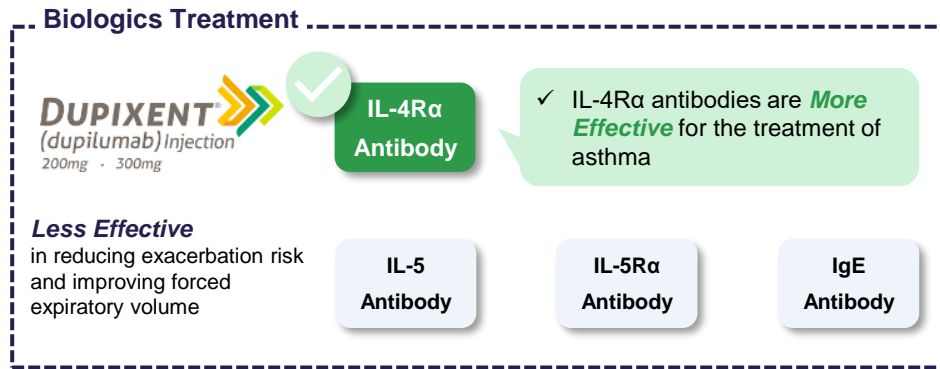 Biologics Treatment
DUPIXENT®
(dupilumab) Injection
200mg · 300mg
IL-4Rα
Antibody
✓ IL-4Rα antibodies are More
Effective for the treatment of
asthma
Less Effective
in reducing exacerbation risk
and improving forced
expiratory volume
IL-5
Antibody
IL-5Rα
Antibody
IgE
Antibody